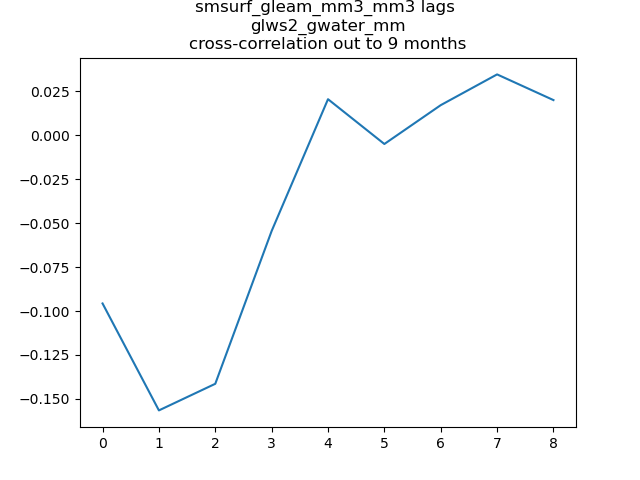 smsurf_gleam_mm3_mm3 lags
glws2_gwater_mm
cross-correlation out to 9 months
0.025
0.000
−0.025
−0.050
−0.075
−0.100
−0.125
−0.150
0 1 2 3 4 5 6 7 8